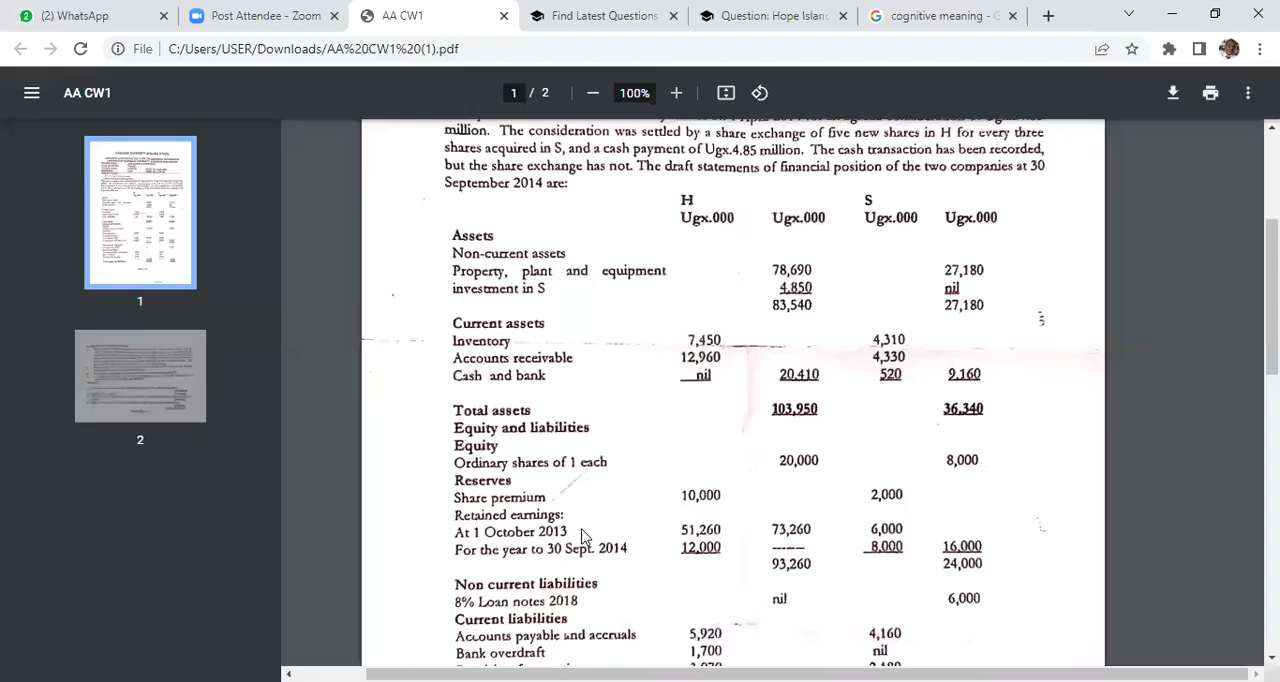 (2) WhatsApp
Post Attendee - Zoom
AA CW1
Find Latest Questions
Question: Hope Islanc
cognitive meaning - G
File C:/Users/USER/Downloads/AA%20CW1%20(1).pdf
AA CW1
1 / 2
100%
1
2
million. The consideration was settled by a share exchange of five new shares in H for every three
shares acquired in S, and a cash payment of Ugx.4.85 million. The cash transaction has been recorded,
but the share exchange has not. The draft statements of financial position of the two companies at 30
September 2014 are:
H S
Ugx.000 Ugx.000 Ugx.000 Ugx.000
Assets
Non-current assets
Property, plant and equipment 78,690 27,180
investment in S 4,850 nil
83,540 27,180
Current assets
Inventory 7,450 4,310
Accounts receivable 12,960 4,330
Cash and bank nil 20,410 520 9,160
Total assets 103,950 36,340
Equity and liabilities
Equity
Ordinary shares of 1 each 20,000 8,000
Reserves
Share premium 10,000 2,000
Retained earnings:
At 1 October 2013 51,260 73,260 6,000
For the year to 30 Sept. 2014 12,000 ----- 8,000 16,000
93,260 24,000
Non current liabilities
8% Loan notes 2018 nil 6,000
Current liabilities
Accounts payable and accruals 5,920 4,160
Bank overdraft 1,700 nil